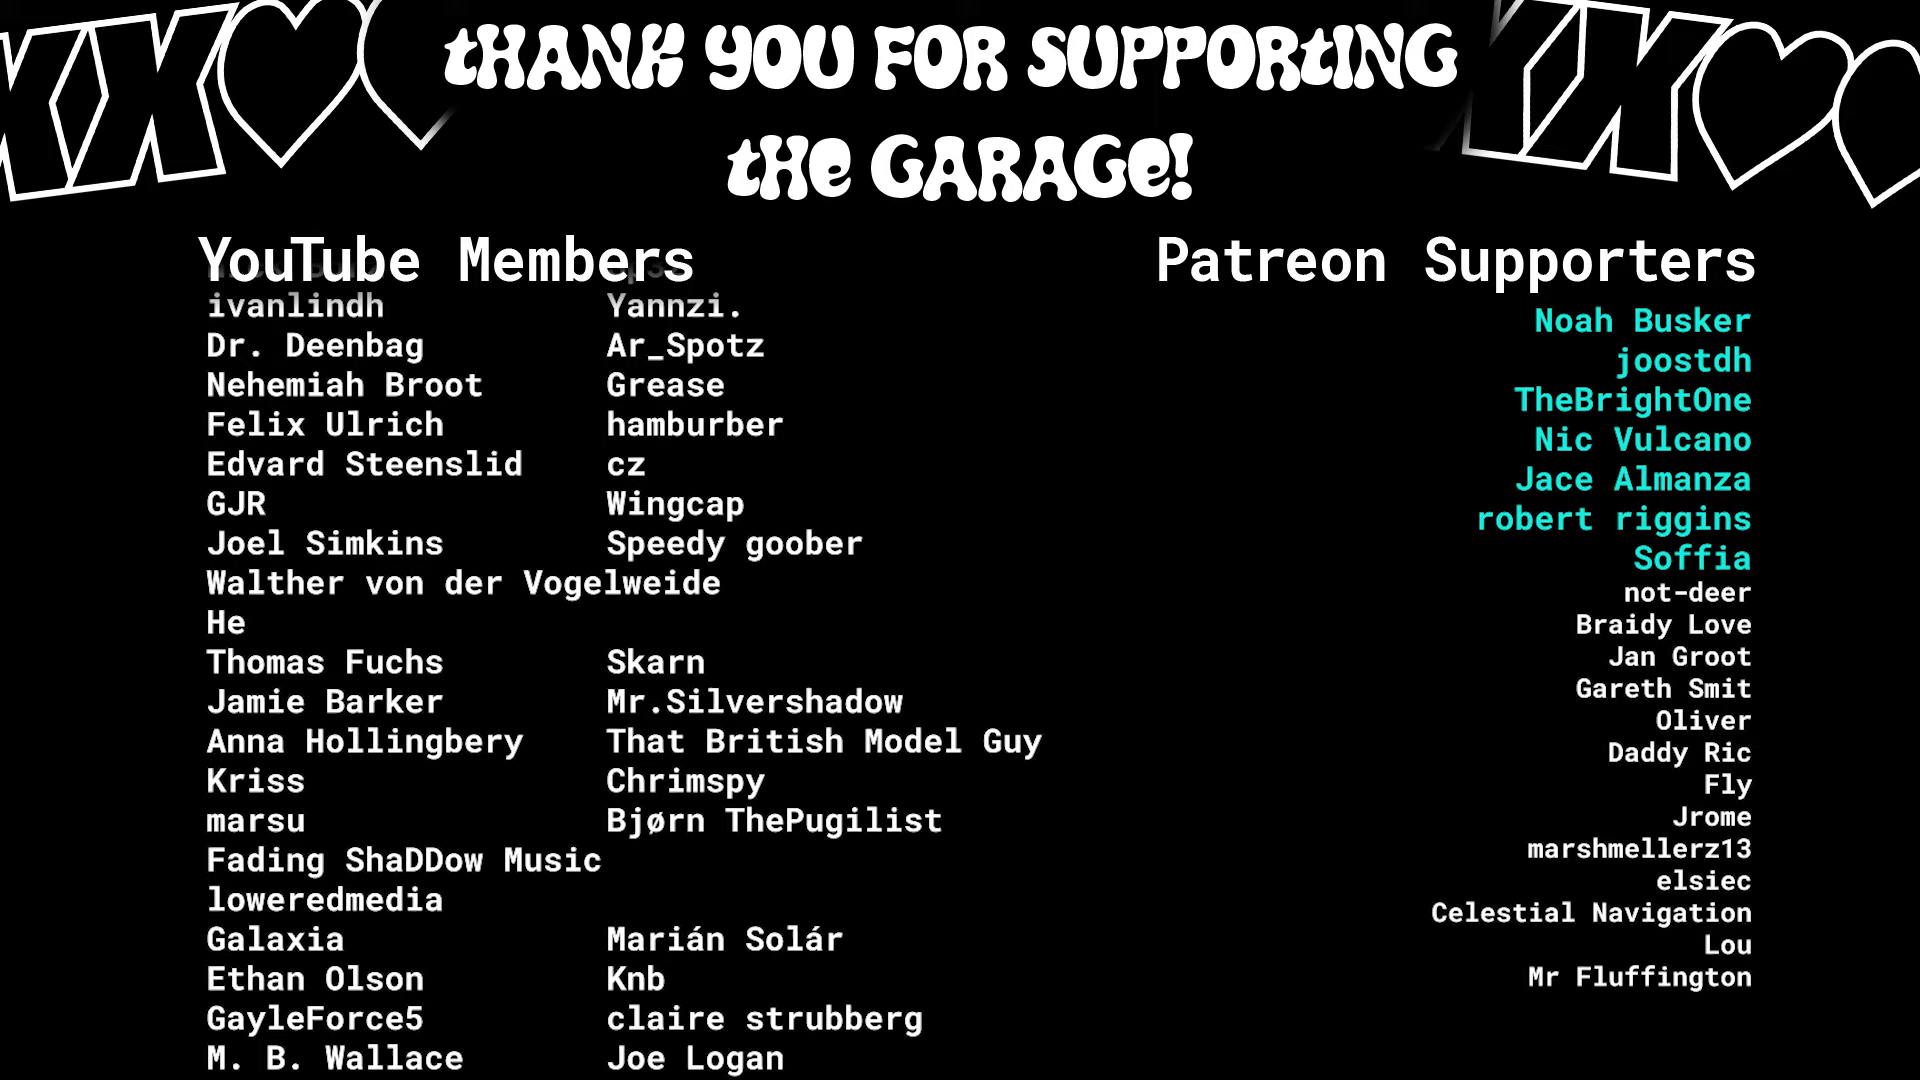 tHANK YOU FOR SUPPORtING
tHe GARAGe!
YouTube Members
ivanlindh Yannzi.
Dr. Deenbag Ar_Spotz
Nehemiah Broot Grease
Felix Ulrich hamburber
Edvard Steenslid cz
GJR Wingcap
Joel Simkins Speedy goober
Walther von der Vogelweide
He
Thomas Fuchs Skarn
Jamie Barker Mr.Silvershadow
Anna Hollingbery That British Model Guy
Kriss Chrimspy
marsu Bjørn ThePugilist
Fading ShaDDow Music
loweredmedia
Galaxia Marián Solár
Ethan Olson Knb
GayleForce5 claire strubberg
M. B. Wallace Joe Logan
Patreon Supporters
Noah Busker
joostdh
TheBrightOne
Nic Vulcano
Jace Almanza
robert riggins
Soffia
not-deer
Braidy Love
Jan Groot
Gareth Smit
Oliver
Daddy Ric
Fly
Jrome
marshmellerz13
elsiec
Celestial Navigation
Lou
Mr Fluffington